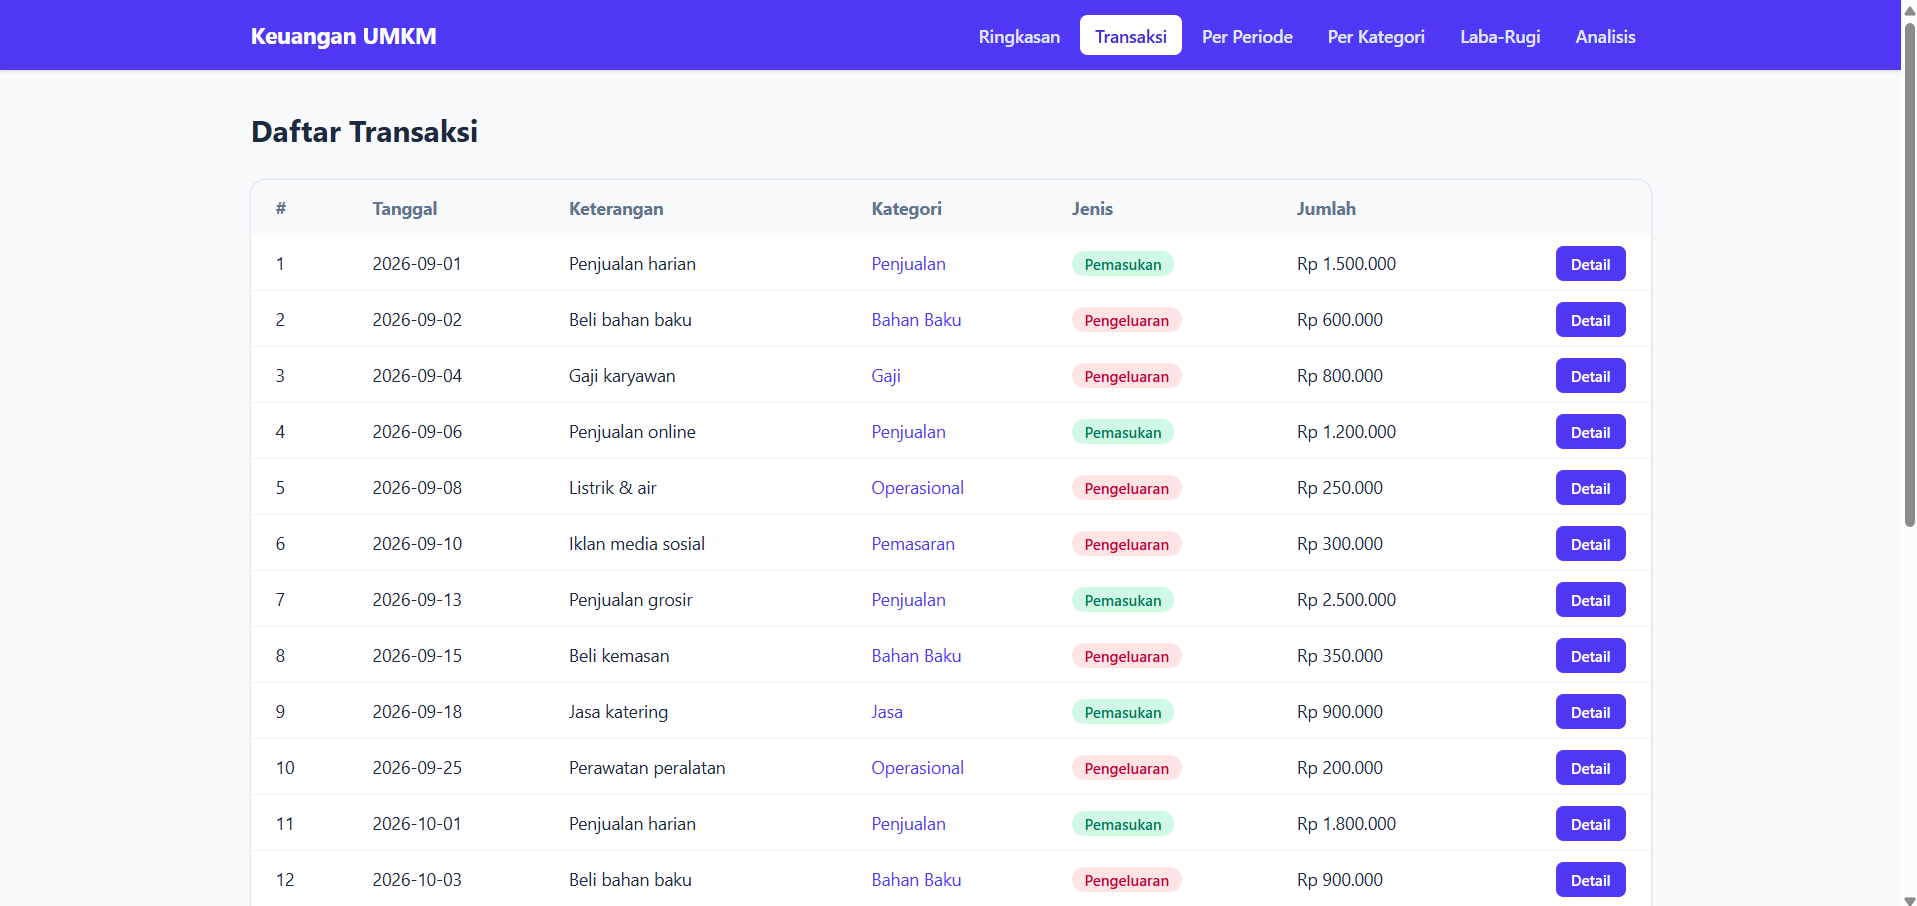 Keuangan UMKM Ringkasan Transaksi Per Periode Per Kategori Laba-Rugi Analisis
Daftar Transaksi
# Tanggal Keterangan Kategori Jenis Jumlah
1 2026-09-01 Penjualan harian Penjualan Pemasukan Rp 1.500.000 Detail
2 2026-09-02 Beli bahan baku Bahan Baku Pengeluaran Rp 600.000 Detail
3 2026-09-04 Gaji karyawan Gaji Pengeluaran Rp 800.000 Detail
4 2026-09-06 Penjualan online Penjualan Pemasukan Rp 1.200.000 Detail
5 2026-09-08 Listrik & air Operasional Pengeluaran Rp 250.000 Detail
6 2026-09-10 Iklan media sosial Pemasaran Pengeluaran Rp 300.000 Detail
7 2026-09-13 Penjualan grosir Penjualan Pemasukan Rp 2.500.000 Detail
8 2026-09-15 Beli kemasan Bahan Baku Pengeluaran Rp 350.000 Detail
9 2026-09-18 Jasa katering Jasa Pemasukan Rp 900.000 Detail
10 2026-09-25 Perawatan peralatan Operasional Pengeluaran Rp 200.000 Detail
11 2026-10-01 Penjualan harian Penjualan Pemasukan Rp 1.800.000 Detail
12 2026-10-03 Beli bahan baku Bahan Baku Pengeluaran Rp 900.000 Detail